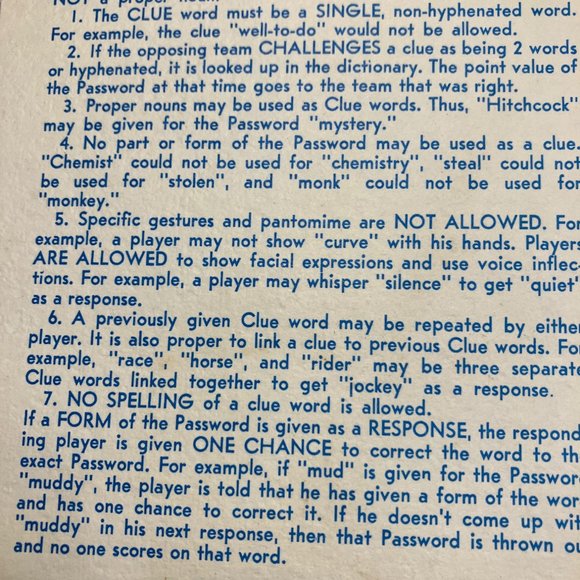 NOT a proper
1. The CLUE word must be a SINGLE, non-hyphenated word.
For example, the clue "well-to-do" would not be allowed.
2. If the opposing team CHALLENGES a clue as being 2 words
or hyphenated, it is looked up in the dictionary. The point value of
the Password at that time goes to the team that was right.
3. Proper nouns may be used as Clue words. Thus, "Hitchcock"
may be given for the Password "mystery."
4. No part or form of the Password may be used as a clue.
"Chemist" could not be used for "chemistry", "steal" could not
be used for "stolen", and "monk" could not be used for
"monkey."
5. Specific gestures and pantomime are NOT ALLOWED. For
example, a player may not show "curve" with his hands. Players
ARE ALLOWED to show facial expressions and use voice inflec-
tions. For example, a player may whisper "silence" to get "quiet"
as a response.
6. A previously given Clue word may be repeated by either
player. It is also proper to link a clue to previous Clue words. For
example, "race", "horse", and "rider" may be three separate
Clue words linked together to get "jockey" as a response.
7. NO SPELLING of a clue word is allowed.
If a FORM of the Password is given as a RESPONSE, the respond-
ing player is given ONE CHANCE to correct the word to the
exact Password. For example, if "mud" is given for the Password
"muddy", the player is told that he has given a form of the word
and has one chance to correct it. If he doesn't come up with
"muddy" in his next response, then that Password is thrown ou
and no one scores on that word.